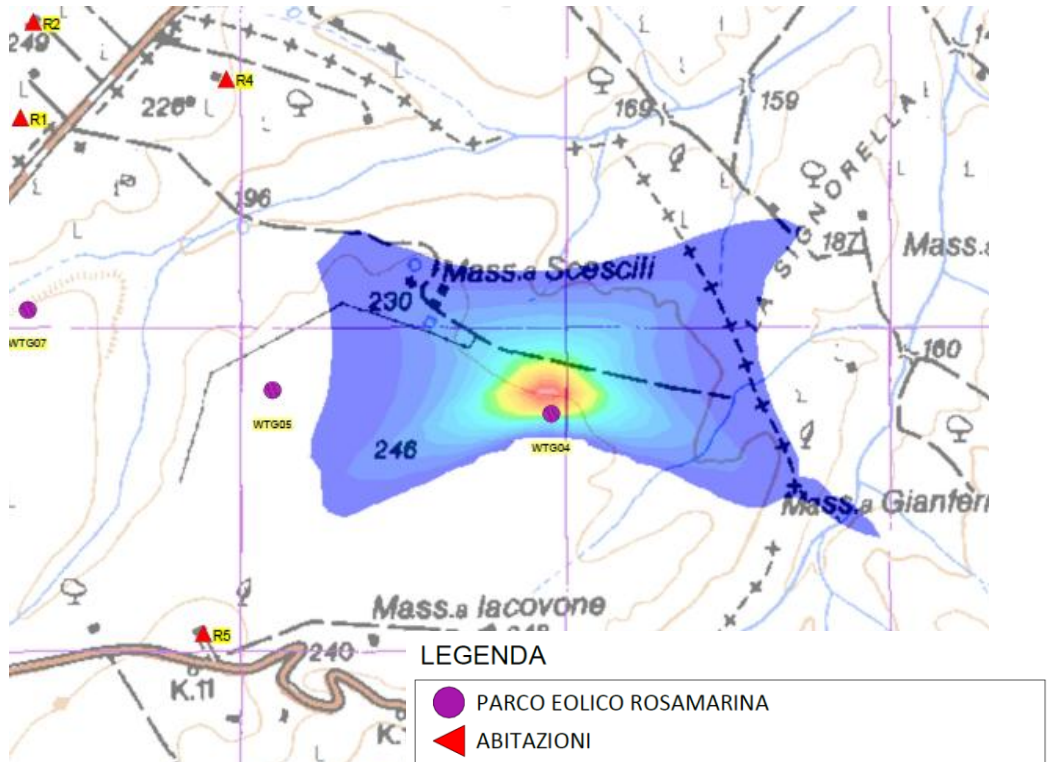 R2
249
R4
R1
226
159
169
196
A SIGNORELLA
187
Mass.a
Mass.a Scescili
230
WTG07
160
WTG05
246
WTG04
Mass.a Gianferr
Mass.a Iacovone
R5
240
K.11
K.
LEGENDA
PARCO EOLICO ROSAMARINA
ABITAZIONI